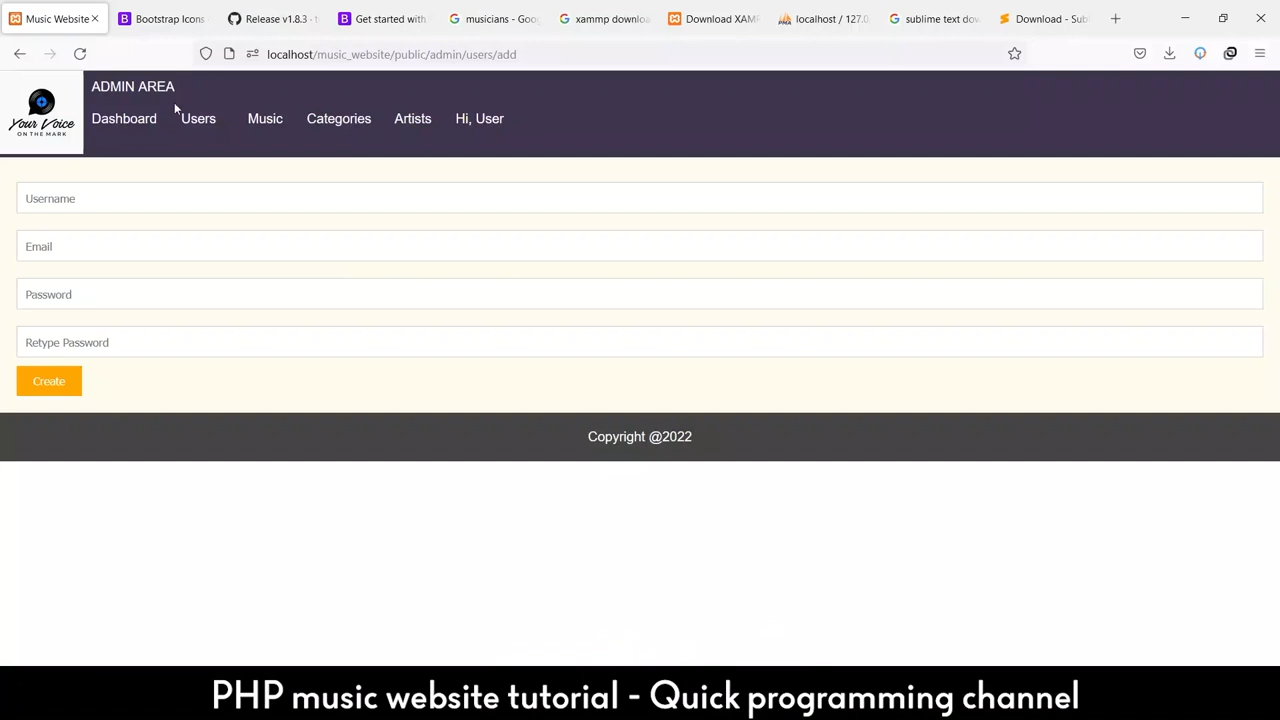 Music Website
Bootstrap Icons
Release v1.8.3 -
Get started with
musicians - Goo
xammp downlo
Download XAM
localhost / 127.0
sublime text dow
Download - Sub
localhost/music_website/public/admin/users/add
Your Voice
ON THE MARK
ADMIN AREA
Dashboard Users Music Categories Artists Hi, User
Username
Email
Password
Retype Password
Create
Copyright @2022
PHP music website tutorial - Quick programming channel